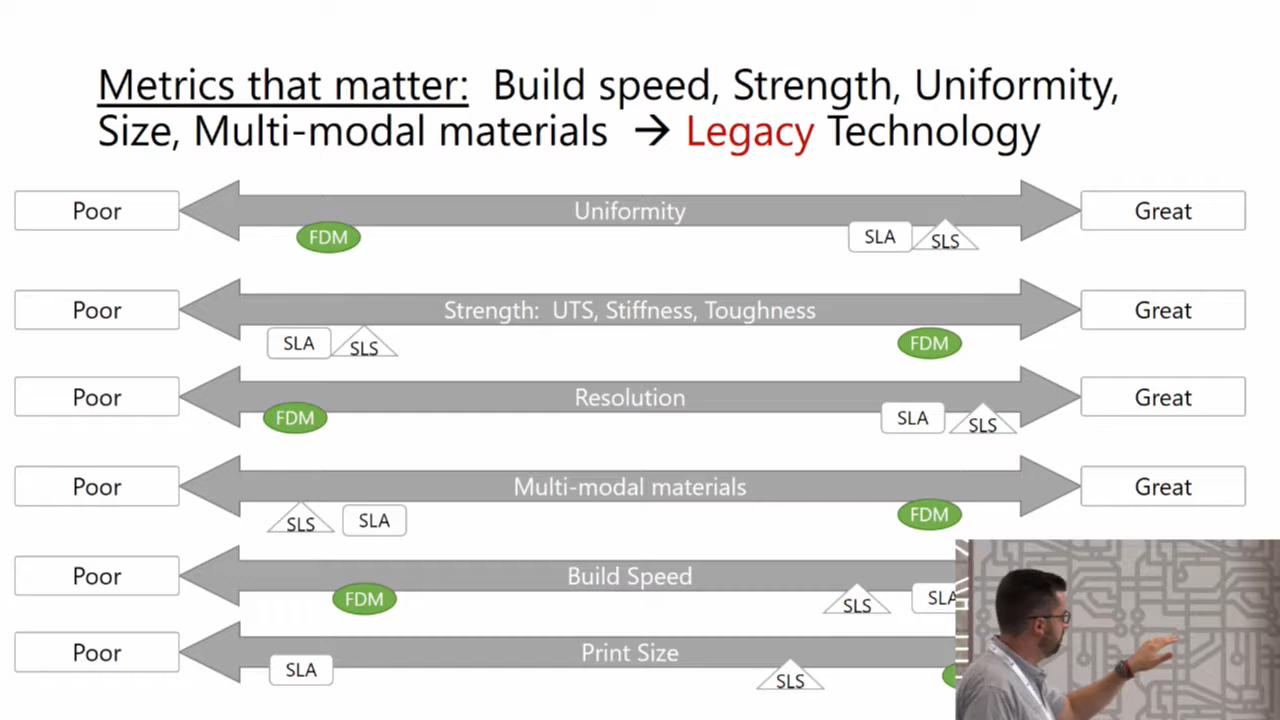 Metrics that matter: Build speed, Strength, Uniformity,
Size, Multi-modal materials → Legacy Technology
Poor Uniformity Great
FDM SLA SLS
Poor Strength: UTS, Stiffness, Toughness Great
SLA SLS FDM
Poor Resolution Great
FDM SLA SLS
Poor Multi-modal materials Great
SLS SLA FDM
Poor Build Speed
FDM SLS SLA
Poor Print Size
SLA SLS